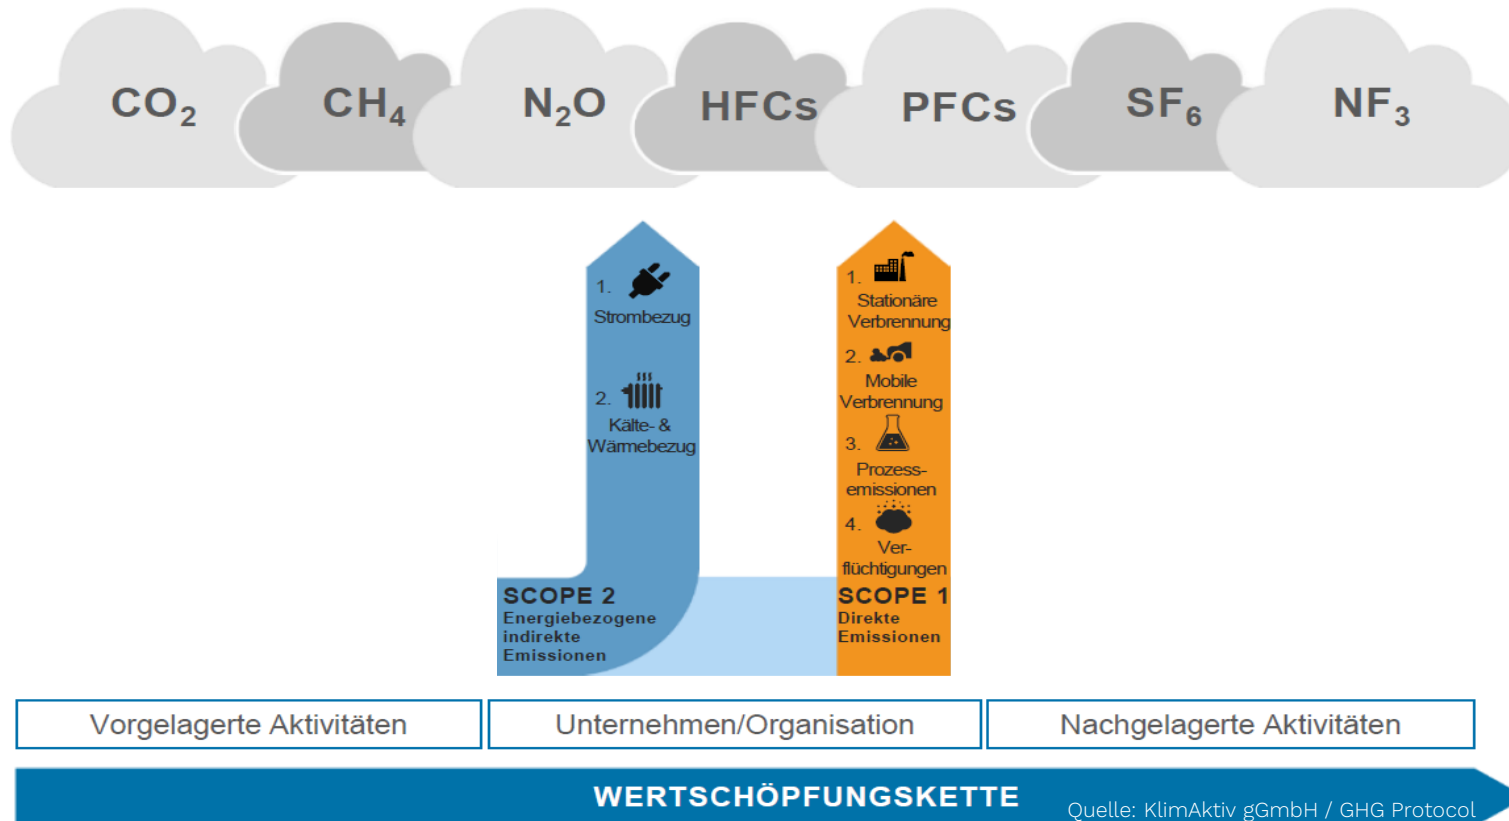 CO₂ CH₄ N₂O HFCs PFCs SF₆ NF₃
1.
Strombezug
2.
Kälte- &
Wärmebezug
SCOPE 2
Energiebezogene
indirekte
Emissionen
1.
Stationäre
Verbrennung
2.
Mobile
Verbrennung
3.
Prozess-
emissionen
4.
Ver-
flüchtigungen
SCOPE 1
Direkte
Emissionen
Vorgelagerte Aktivitäten
Unternehmen/Organisation
Nachgelagerte Aktivitäten
WERTSCHÖPFUNGSKETTE
Quelle: KlimAktiv gGmbH / GHG Protocol